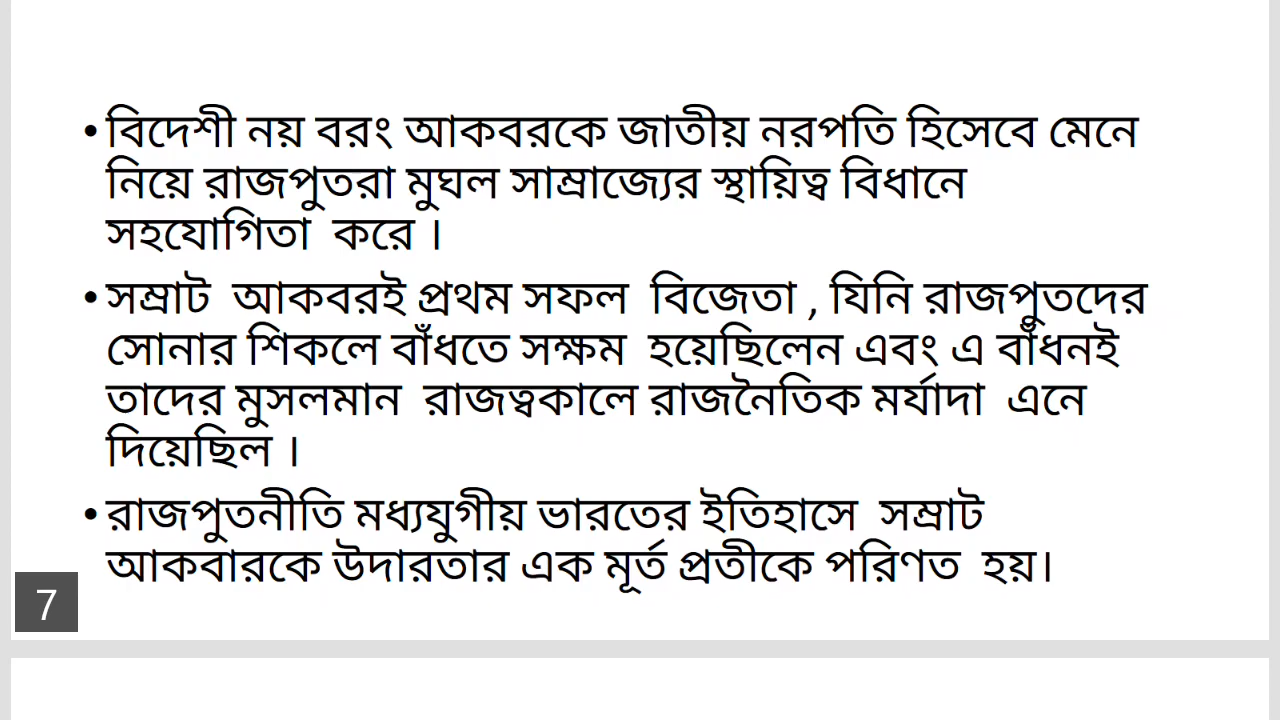 • বিদেশী নয় বরং আকবরকে জাতীয় নরপতি হিসেবে মেনে
নিয়ে রাজপুতরা মুঘল সাম্রাজ্যের স্থায়িত্ব বিধানে
সহযোগিতা করে ।
• সম্রাট আকবরই প্রথম সফল বিজেতা , যিনি রাজপুতদের
সোনার শিকলে বাঁধতে সক্ষম হয়েছিলেন এবং এ বাঁধনই
তাদের মুসলমান রাজত্বকালে রাজনৈতিক মর্যাদা এনে
দিয়েছিল ।
• রাজপুতনীতি মধ্যযুগীয় ভারতের ইতিহাসে সম্রাট
আকবারকে উদারতার এক মূর্ত প্রতীকে পরিণত হয়।
7